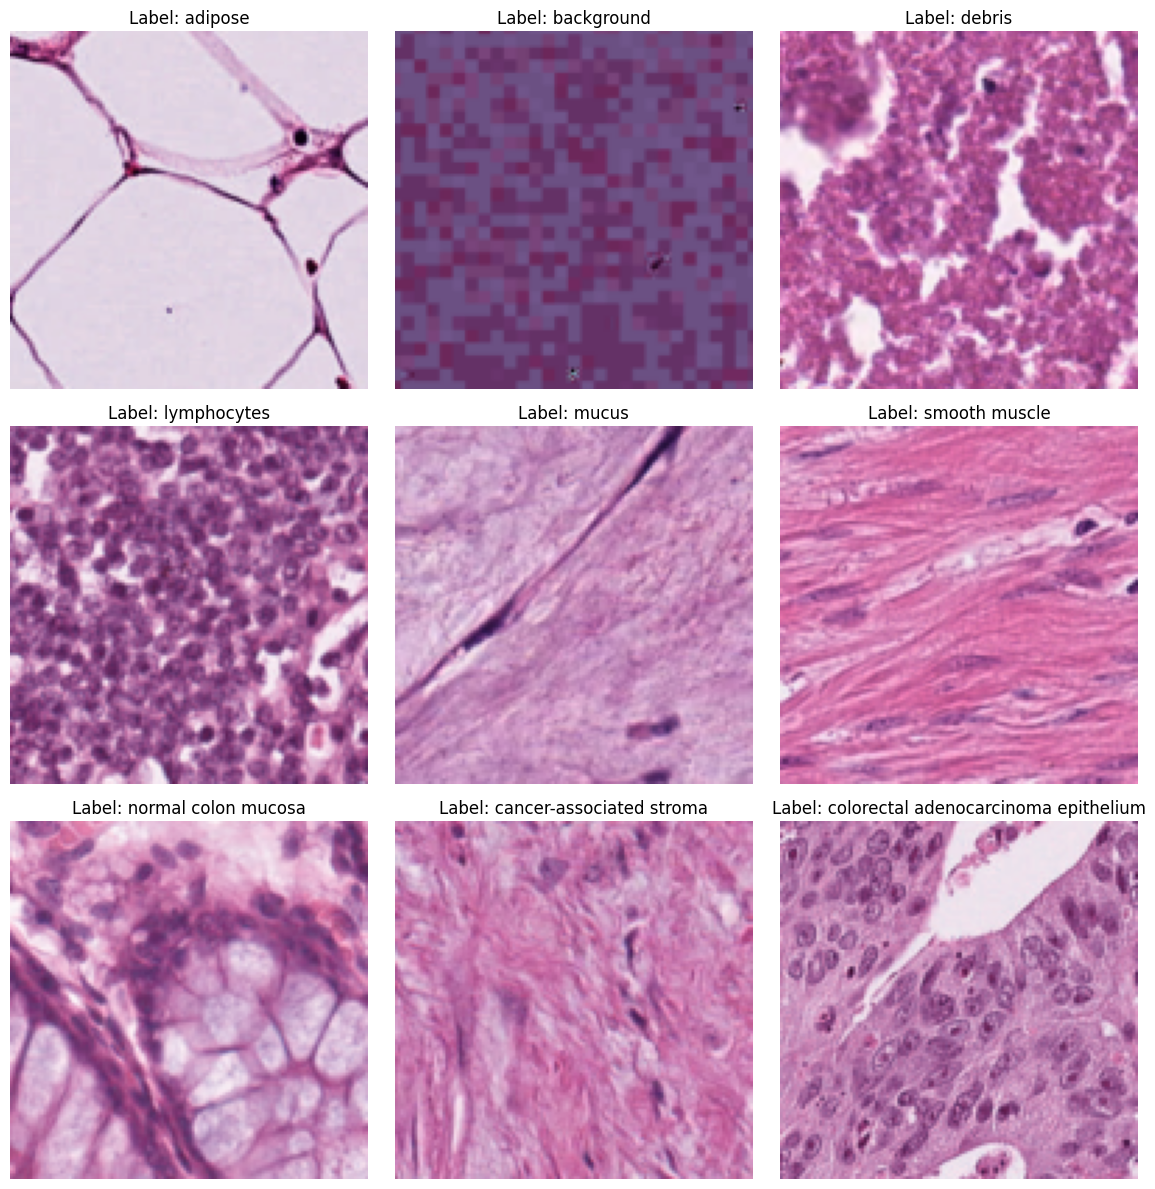 Label: adipose
Label: background
Label: debris
Label: lymphocytes
Label: mucus
Label: smooth muscle
Label: normal colon mucosa
Label: cancer-associated stroma
Label: colorectal adenocarcinoma epithelium